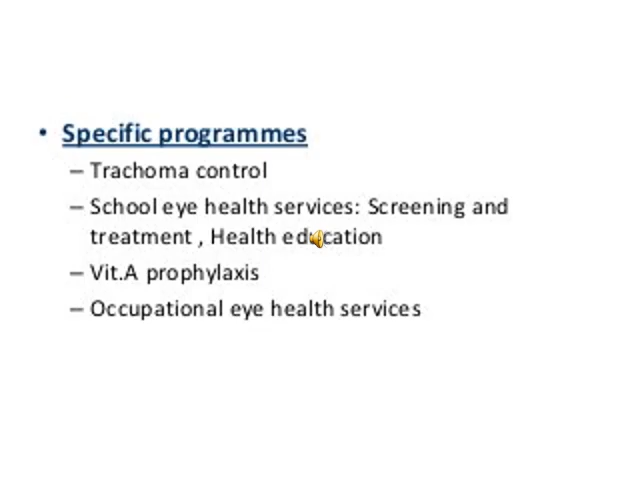 • Specific programmes
– Trachoma control
– School eye health services: Screening and
treatment , Health education
– Vit.A prophylaxis
– Occupational eye health services